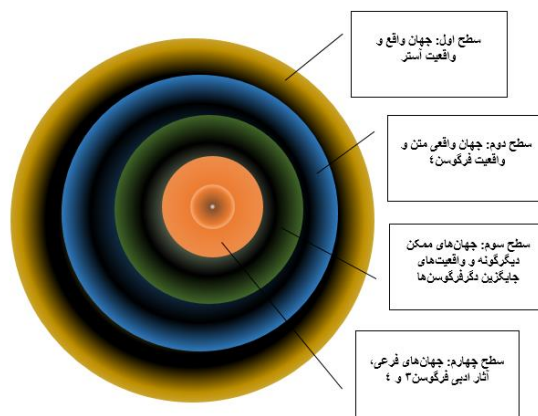 سطح اول: جهان واقع و
واقعیت آستر
سطح دوم: جهان واقعی متن و
واقعیت فرگوسن۴
سطح سوم: جهان‌های ممکن
دیگرگونه و واقعیت‌های
جایگزین دگرفرگوسن‌ها
سطح چهارم: جهان‌های فرعی،
آثار ادبی فرگوسن۳ و ۴